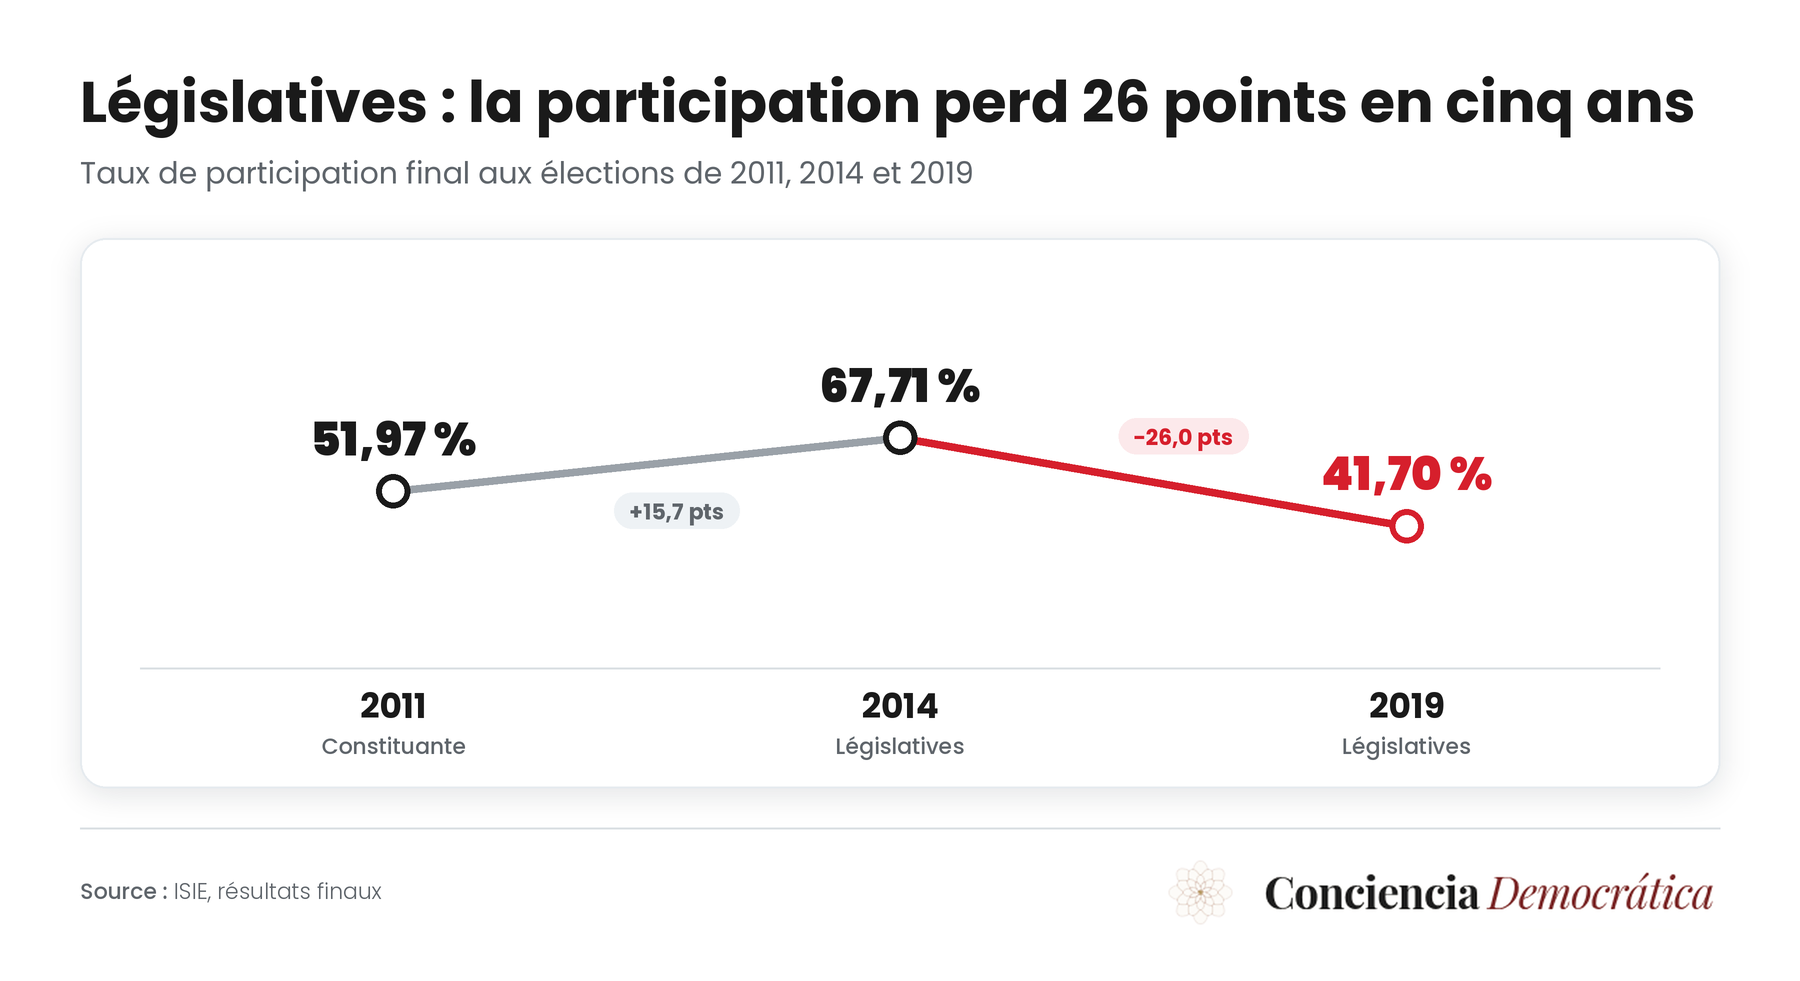 Législatives : la participation perd 26 points en cinq ans
Taux de participation final aux élections de 2011, 2014 et 2019
51,97 %
67,71 %
41,70 %
+15,7 pts
-26,0 pts
2011
Constituante
2014
Législatives
2019
Législatives
Source : ISIE, résultats finaux
Conciencia Democrática